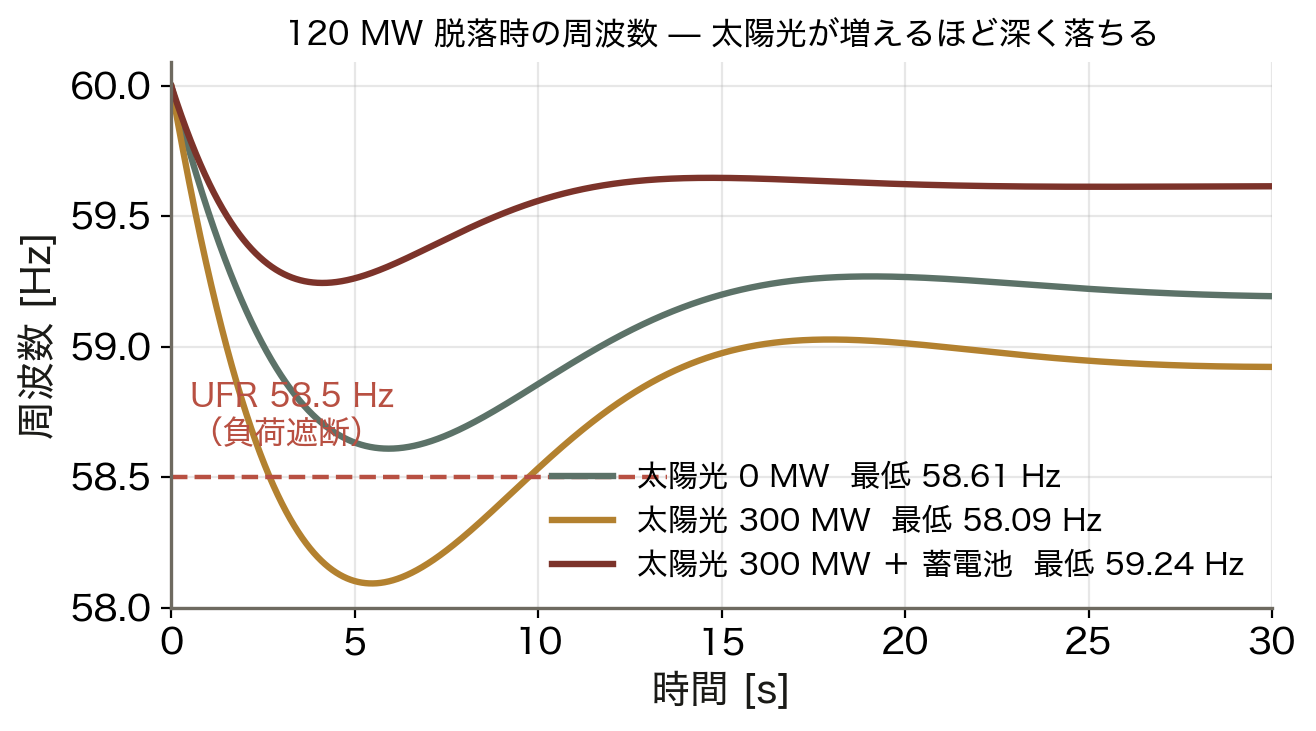 120 MW 脱落時の周波数 — 太陽光が増えるほど深く落ちる
周波数 [Hz]
60.0
59.5
59.0
58.5
58.0
UFR 58.5 Hz
（負荷遮断）
太陽光 0 MW 最低 58.61 Hz
太陽光 300 MW 最低 58.09 Hz
太陽光 300 MW ＋ 蓄電池 最低 59.24 Hz
0 5 10 15 20 25 30
時間 [s]